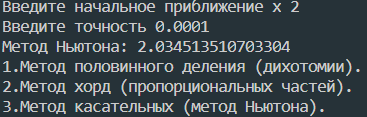 Введите начальное приближение x 2
Введите точность 0.0001
Метод Ньютона: 2.034513510703304
1.Метод половинного деления (дихотомии).
2.Метод хорд (пропорциональных частей).
3.Метод касательных (метод Ньютона).